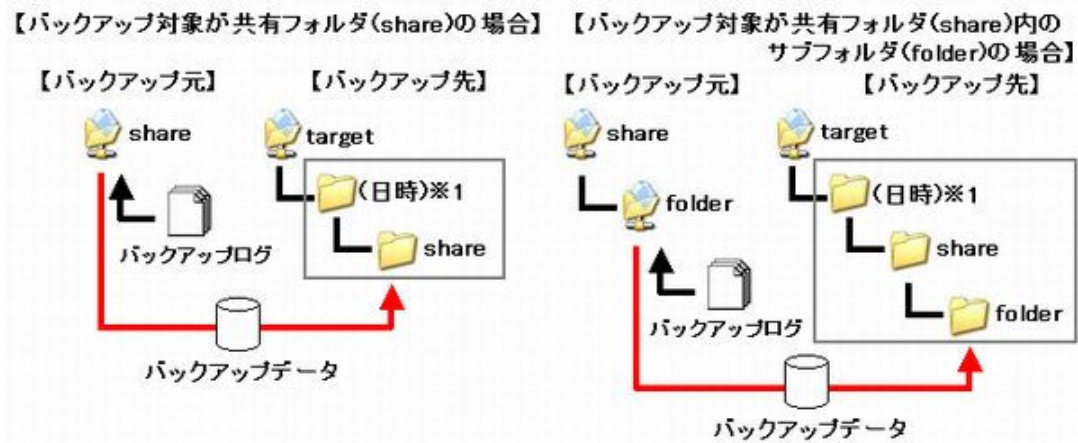 【バックアップ対象が共有フォルダ(share)の場合】
【バックアップ元】
【バックアップ先】
share
target
(日時)※1
share
バックアップログ
バックアップデータ
【バックアップ対象が共有フォルダ(share)内の
サブフォルダ(folder)の場合】
【バックアップ元】
【バックアップ先】
share
target
folder
(日時)※1
share
folder
バックアップログ
バックアップデータ